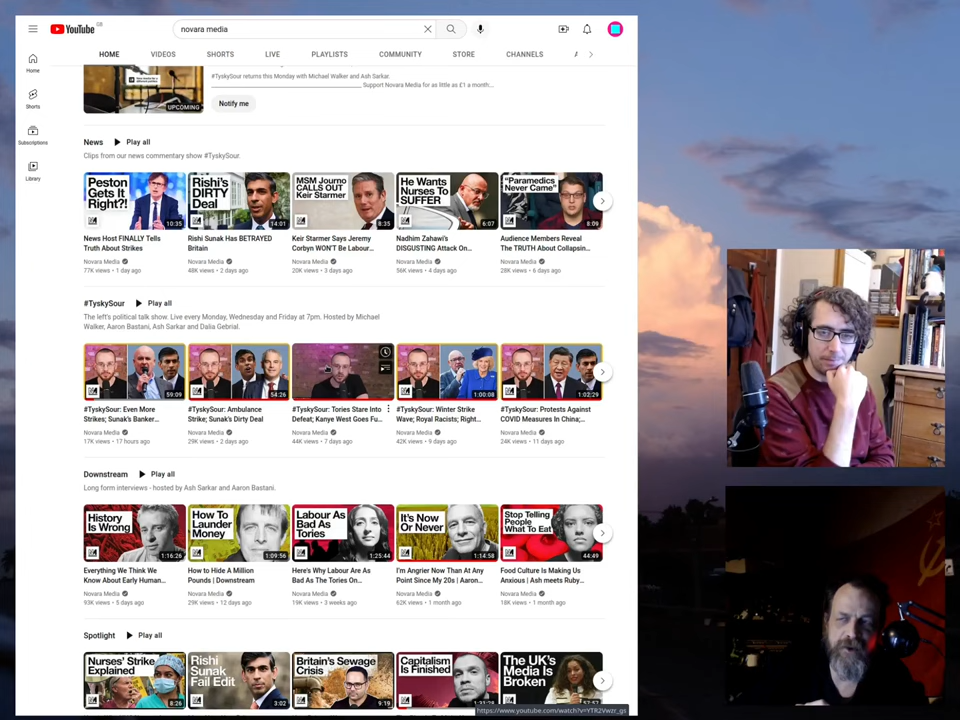 YouTube GB
novara media
HOME VIDEOS SHORTS LIVE PLAYLISTS COMMUNITY STORE CHANNELS
Home
Shorts
Subscriptions
Library
#TyskySour returns this Monday with Michael Walker and Ash Sarkar.
Support Novara Media for as little as £1 a month:...
UPCOMING
Notify me
News Play all
Clips from our news commentary show #TyskySour.
Peston Gets It Right?!
10:35
Rishi's DIRTY Deal
14:01
MSM Journo CALLS OUT Keir Starmer
8:35
He Wants Nurses To SUFFER
6:07
"Paramedics Never Came"
8:09
News Host FINALLY Tells Truth About Strikes
Novara Media
77K views • 1 day ago
Rishi Sunak Has BETRAYED Britain
Novara Media
48K views • 2 days ago
Keir Starmer Says Jeremy Corbyn WON'T Be Labour...
Novara Media
20K views • 3 days ago
Nadhim Zahawi's DISGUSTING Attack On...
Novara Media
56K views • 4 days ago
Audience Members Reveal The TRUTH About Collapsin...
Novara Media
28K views • 6 days ago
#TyskySour Play all
The left's political talk show. Live every Monday, Wednesday and Friday at 7pm. Hosted by Michael
Walker, Aaron Bastani, Ash Sarkar and Dalia Gebrial.
59:09
54:26
1:00:08
1:02:29
#TyskySour: Even More Strikes; Sunak's Banker...
Novara Media
17K views • 17 hours ago
#TyskySour: Ambulance Strike; Sunak's Dirty Deal
Novara Media
29K views • 2 days ago
#TyskySour: Tories Stare Into Defeat; Kanye West Goes Fu...
Novara Media
44K views • 7 days ago
#TyskySour: Winter Strike Wave; Royal Racists; Right...
Novara Media
42K views • 9 days ago
#TyskySour: Protests Against COVID Measures In China;...
Novara Media
24K views • 11 days ago
Downstream Play all
Long form interviews - hosted by Ash Sarkar and Aaron Bastani.
History Is Wrong
1:16:26
How To Launder Money
1:09:56
Labour As Bad As Tories
1:25:44
It's Now Or Never
1:14:58
Stop Telling People What To Eat
44:49
Everything We Think We Know About Early Human...
Novara Media
93K views • 5 days ago
How to Hide A Million Pounds | Downstream
Novara Media
29K views • 12 days ago
Here's Why Labour Are As Bad As The Tories On...
Novara Media
19K views • 3 weeks ago
I'm Angrier Now Than At Any Point Since My 20s | Aaron...
Novara Media
62K views • 1 month ago
Food Culture Is Making Us Anxious | Ash meets Ruby...
Novara Media
18K views • 1 month ago
Spotlight Play all
Nurses' Strike Explained
8:26
Rishi Sunak Fail Edit
3:02
Britain's Sewage Crisis
9:19
Capitalism Is Finished
The UK's Media Is Broken